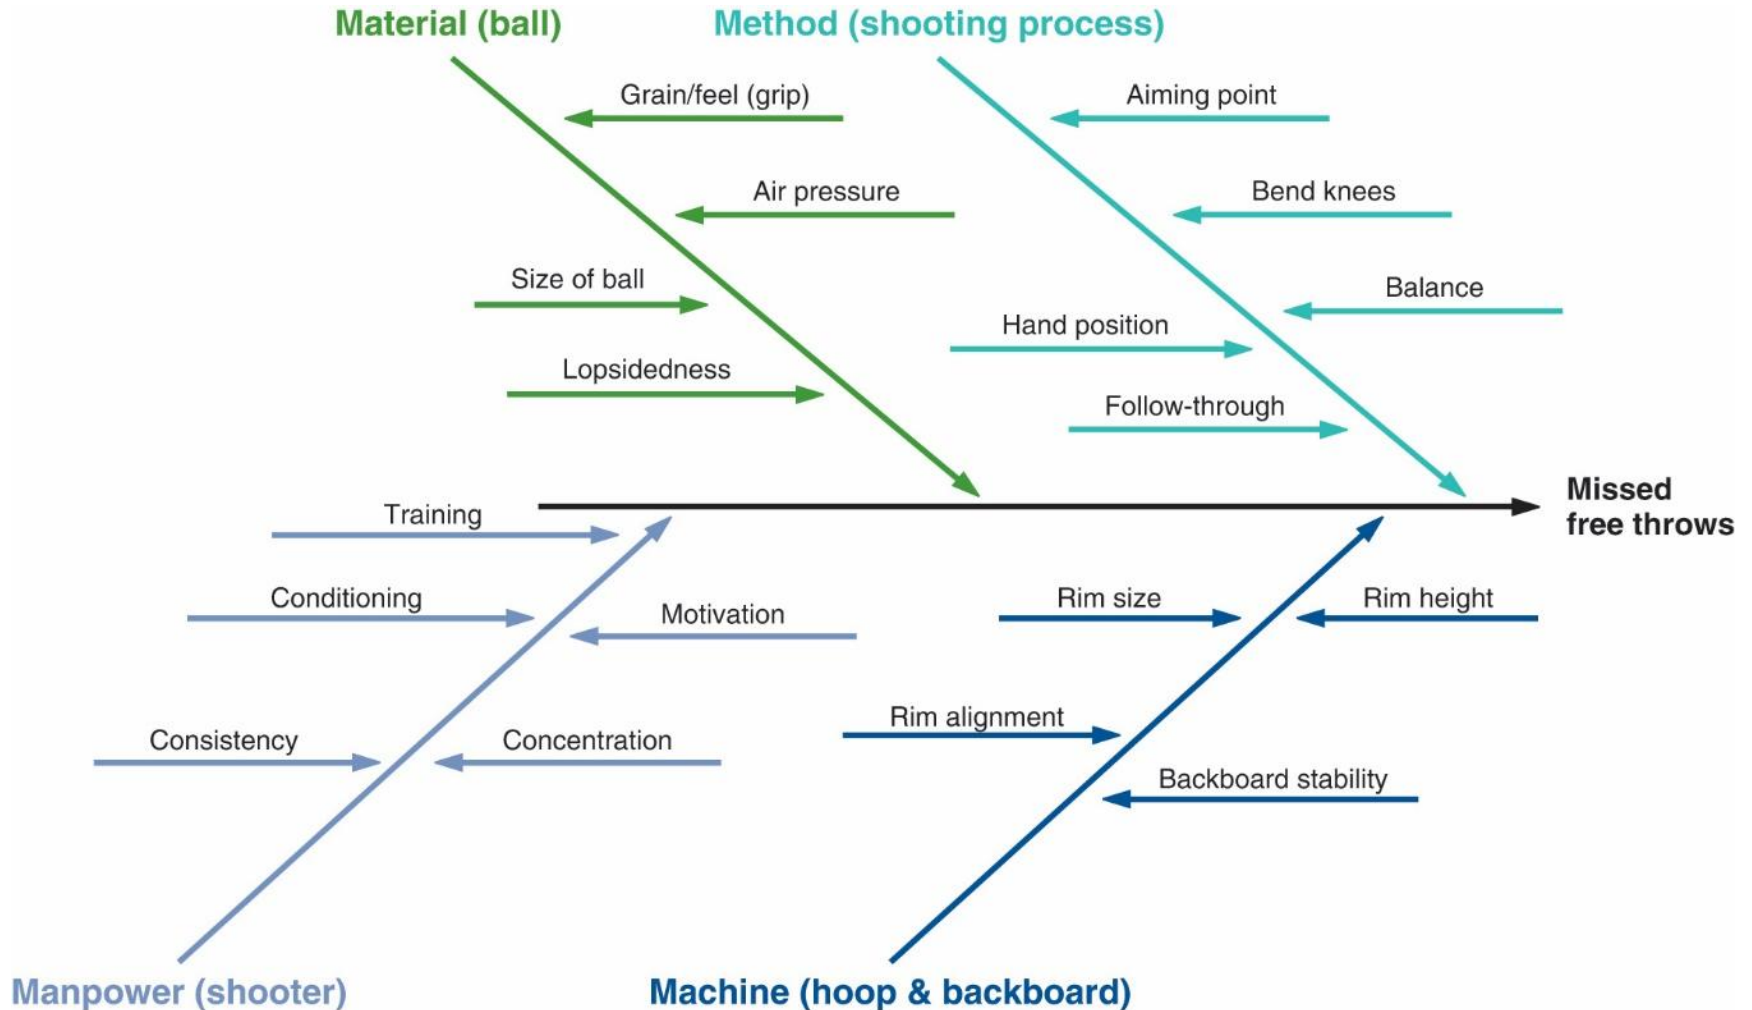 Material (ball)
Method (shooting process)
Grain/feel (grip)
Aiming point
Air pressure
Bend knees
Size of ball
Balance
Hand position
Lopsidedness
Follow-through
Missed
free throws
Training
Conditioning
Motivation
Rim size
Rim height
Rim alignment
Consistency
Concentration
Backboard stability
Manpower (shooter)
Machine (hoop & backboard)